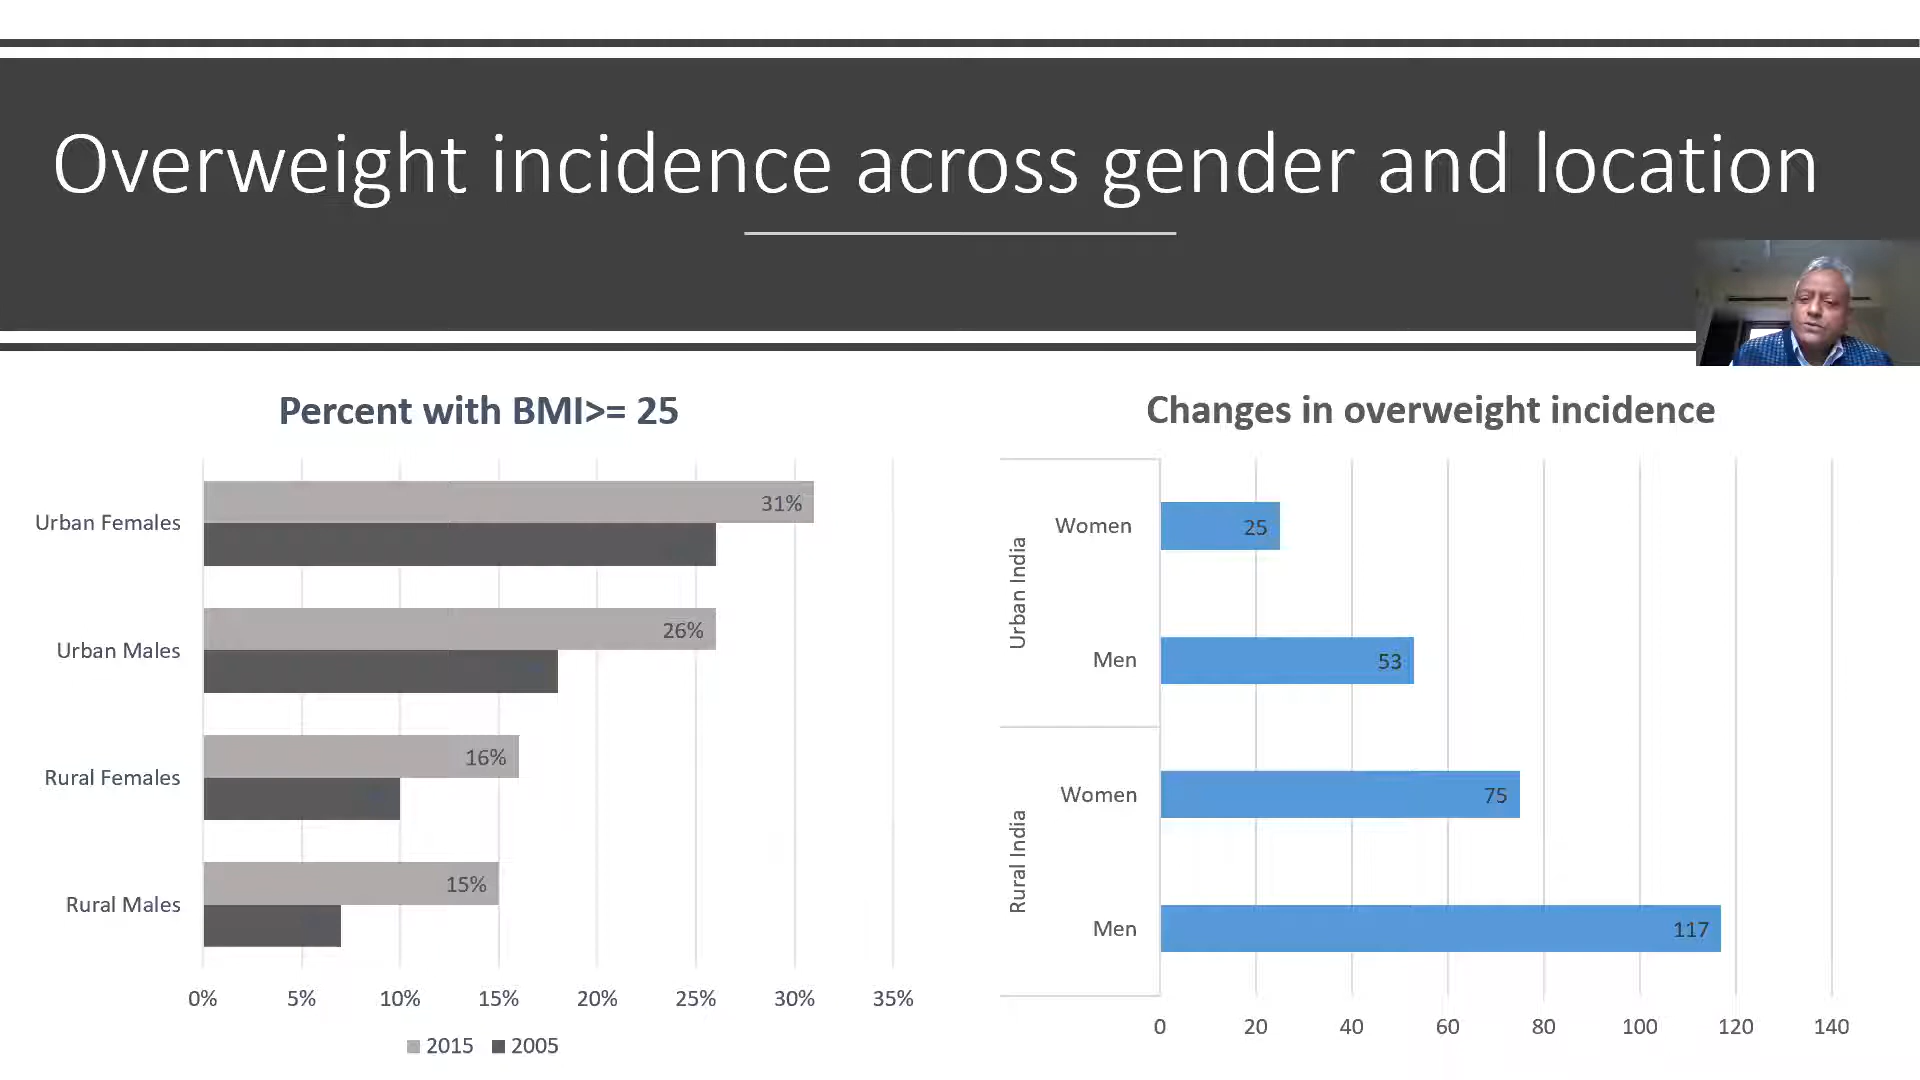 Overweight incidence across gender and location
Percent with BMI>= 25
Urban Females
31%
Urban Males
26%
Rural Females
16%
Rural Males
15%
0% 5% 10% 15% 20% 25% 30% 35%
2015 2005
Changes in overweight incidence
Urban India
Women
25
Men
53
Rural India
Women
75
Men
117
0 20 40 60 80 100 120 140